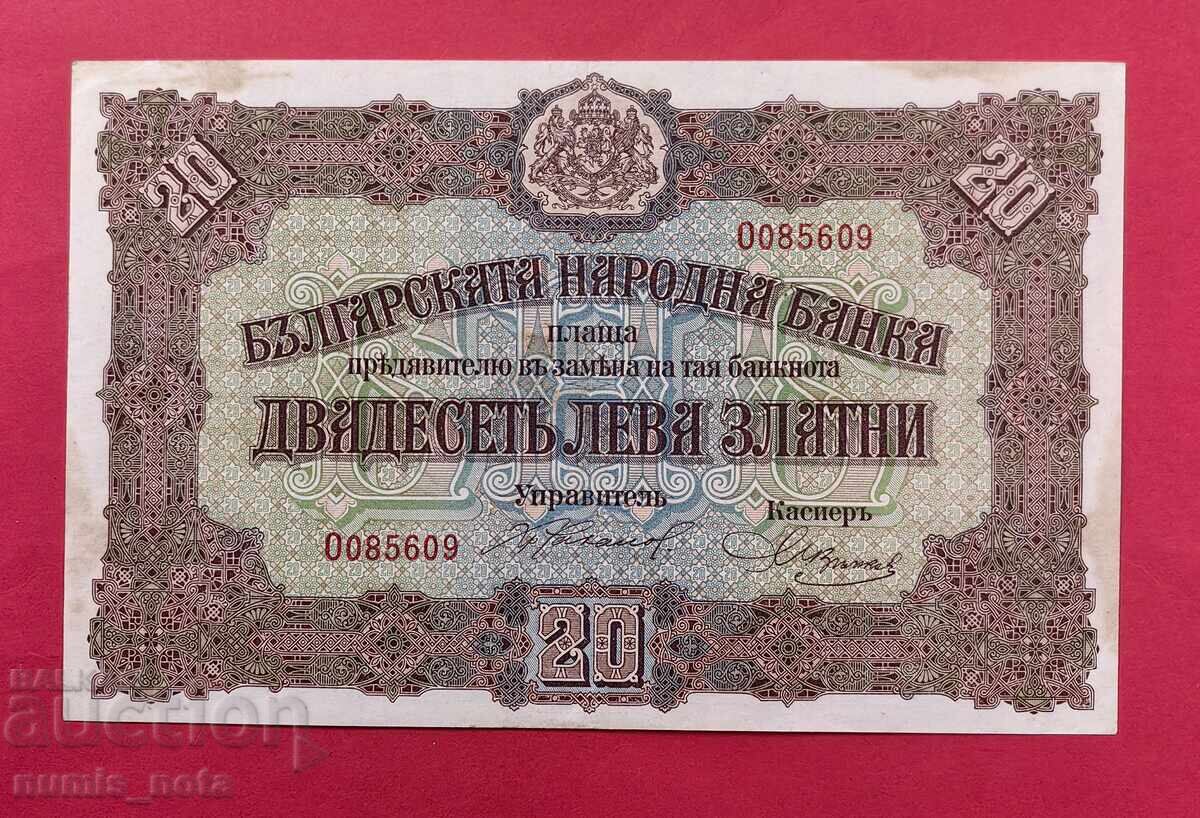 20
20
0085609
БЪЛГАРСКАТА НАРОДНА БАНКА
плаща
прѣдявителю въ замѣна на тая банкнота
ДВАДЕСЕТЬ ЛЕВА ЗЛАТНИ
Управитель
Касиеръ
0085609
20
BALKAN
auction
numis_nota